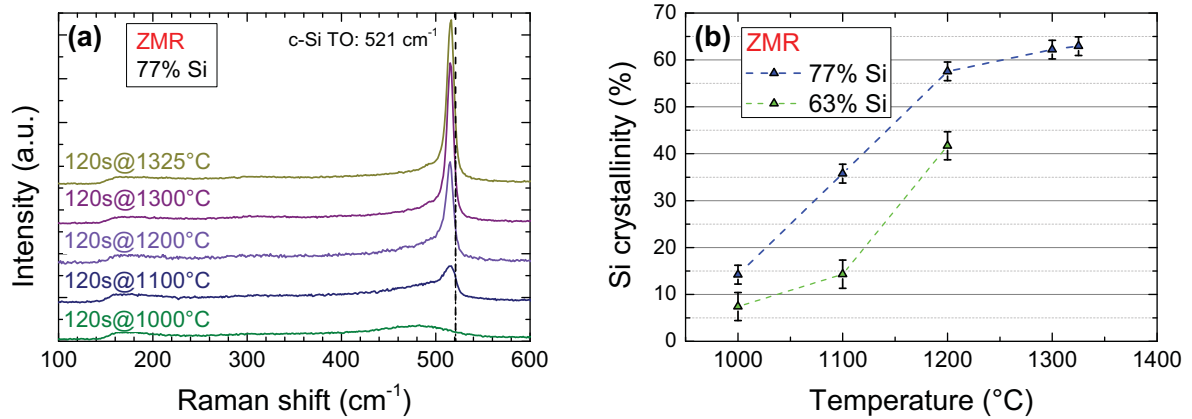 (a)
ZMR
77% Si
c-Si TO: 521 cm⁻¹
120s@1325°C
120s@1300°C
120s@1200°C
120s@1100°C
120s@1000°C
Intensity (a.u.)
100 200 300 400 500 600
Raman shift (cm⁻¹)
(b)
ZMR
77% Si
63% Si
Si crystallinity (%)
70
60
50
40
30
20
10
0
1000 1100 1200 1300 1400
Temperature (°C)